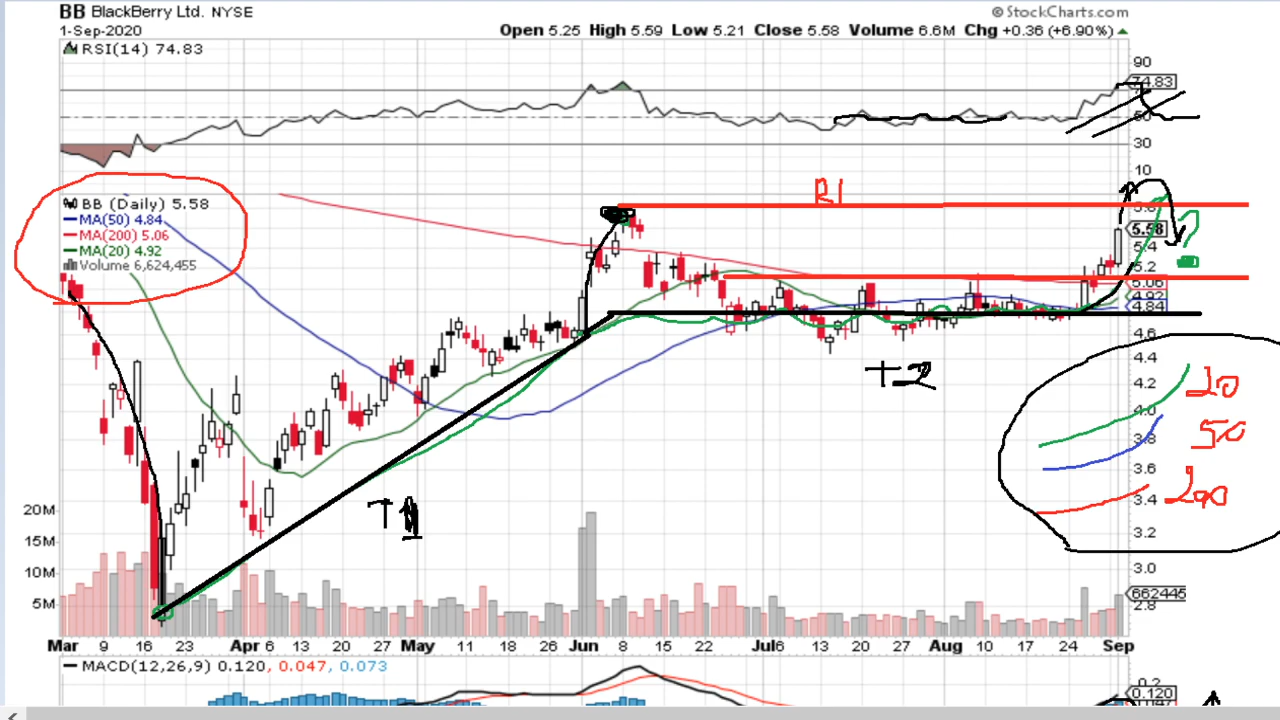 BB BlackBerry Ltd. NYSE © StockCharts.com
1-Sep-2020 Open 5.25 High 5.59 Low 5.21 Close 5.58 Volume 6.6M Chg +0.36 (+6.90%)
RSI(14) 74.83
90
74.83
50
30
10
R1
BB (Daily) 5.58
MA(50) 4.84
MA(200) 5.06
MA(20) 4.92
Volume 6,624,455
5.58
5.4
?
5.2
5.06
4.92
4.84
4.6
4.4
T2
4.2
20
4.0
50
3.8
3.6
200
3.4
T1
3.2
3.0
2.8
20M
15M
10M
5M
662445
Mar 9 16 23 Apr 6 13 20 27 May 11 18 26 Jun 8 15 22 Jul 6 13 20 27 Aug 10 17 24 Sep
MACD(12,26,9) 0.120, 0.047, 0.073
0.2
0.120